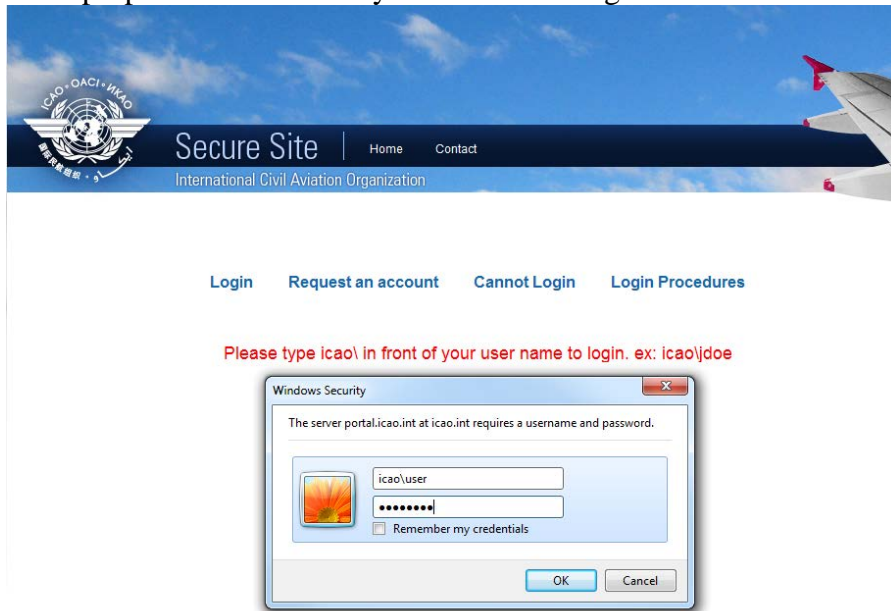 ICAO · OACI · ИКАО
Secure Site
Home
Contact
International Civil Aviation Organization
Login
Request an account
Cannot Login
Login Procedures
Please type icao\ in front of your user name to login. ex: icao\jdoe
Windows Security
The server portal.icao.int at icao.int requires a username and password.
icao\user
Remember my credentials
OK
Cancel